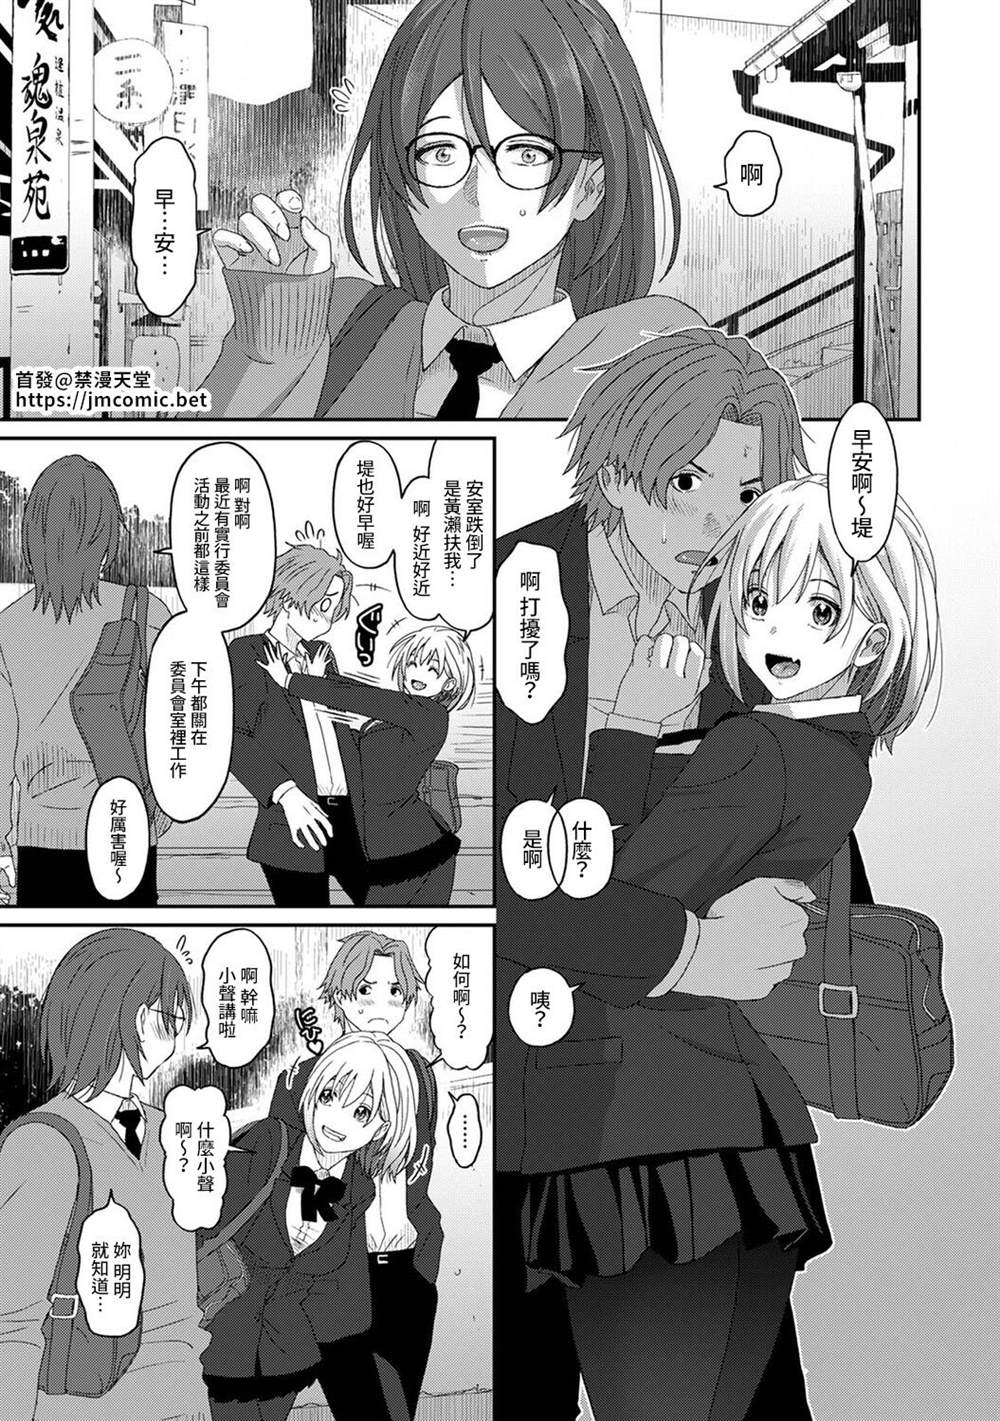 啊
早…安…
处
魂泉苑
逢枝温泉
首發@禁漫天堂
https://jmcomic.bet
早安啊～堤
啊 打擾了嗎？
什麼？
是啊
咦？
安室跌倒了
是黃瀨扶我…
啊 好近好近
堤也好早喔
ぐいっ
啊 對啊
最近有實行委員會
活動之前都這樣
下午都關在
委員會室裡工作
好厲害喔～
如何啊～？
……
啊 幹嘛
小聲講啦
什麼小聲
啊～？
妳 明明
就知道…